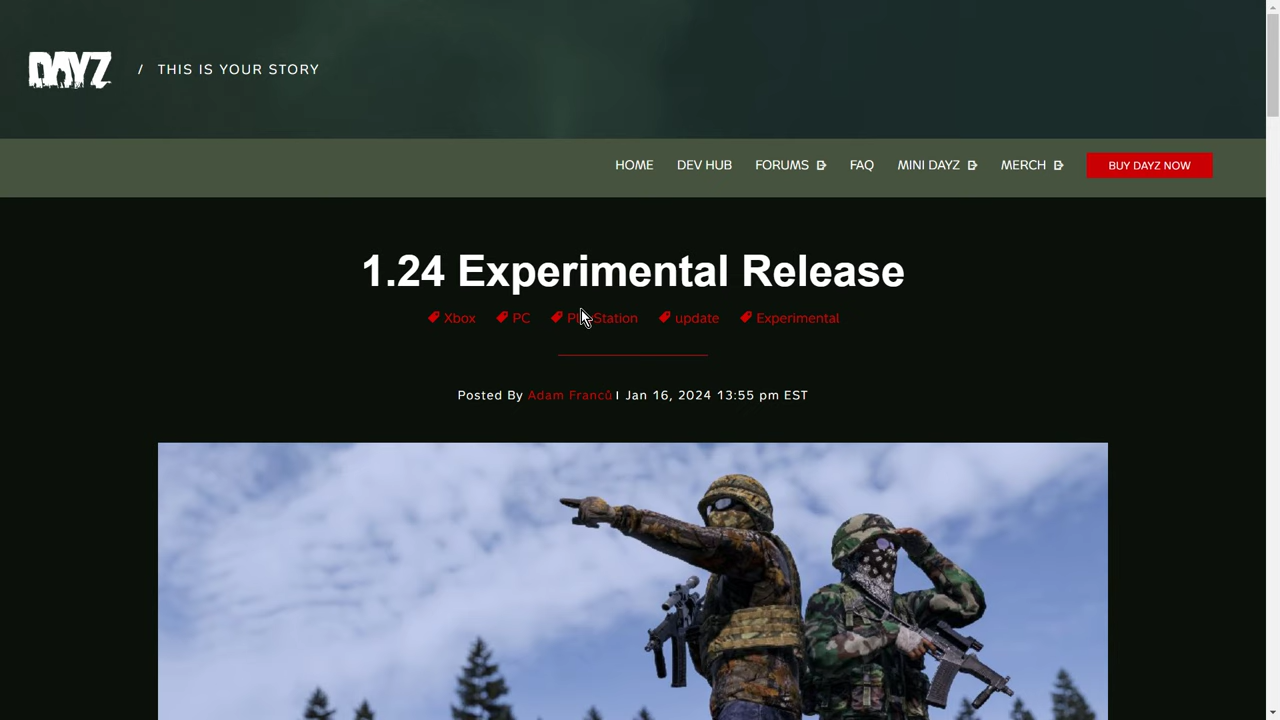 DAYZ
/ THIS IS YOUR STORY
HOME DEV HUB FORUMS FAQ MINI DAYZ MERCH BUY DAYZ NOW
1.24 Experimental Release
Xbox PC PlayStation update Experimental
Posted By Adam Franců | Jan 16, 2024 13:55 pm EST